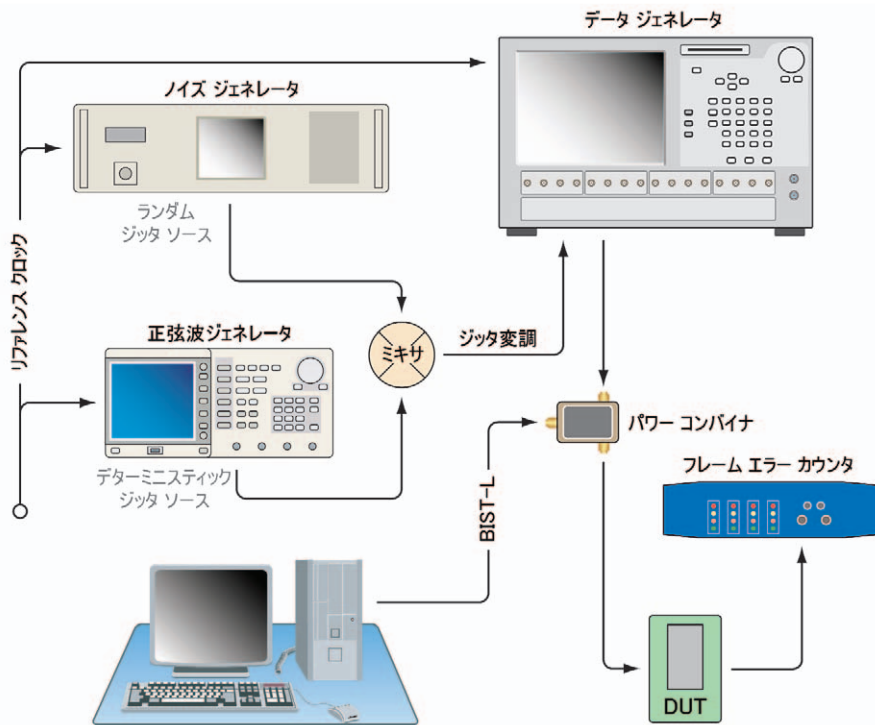 データ ジェネレータ
ノイズ ジェネレータ
ランダム
ジッタ ソース
リファレンス クロック
正弦波ジェネレータ
ミキサ
ジッタ変調
デターミニスティック
ジッタ ソース
パワー コンバイナ
フレーム エラー カウンタ
BIST-L
DUT